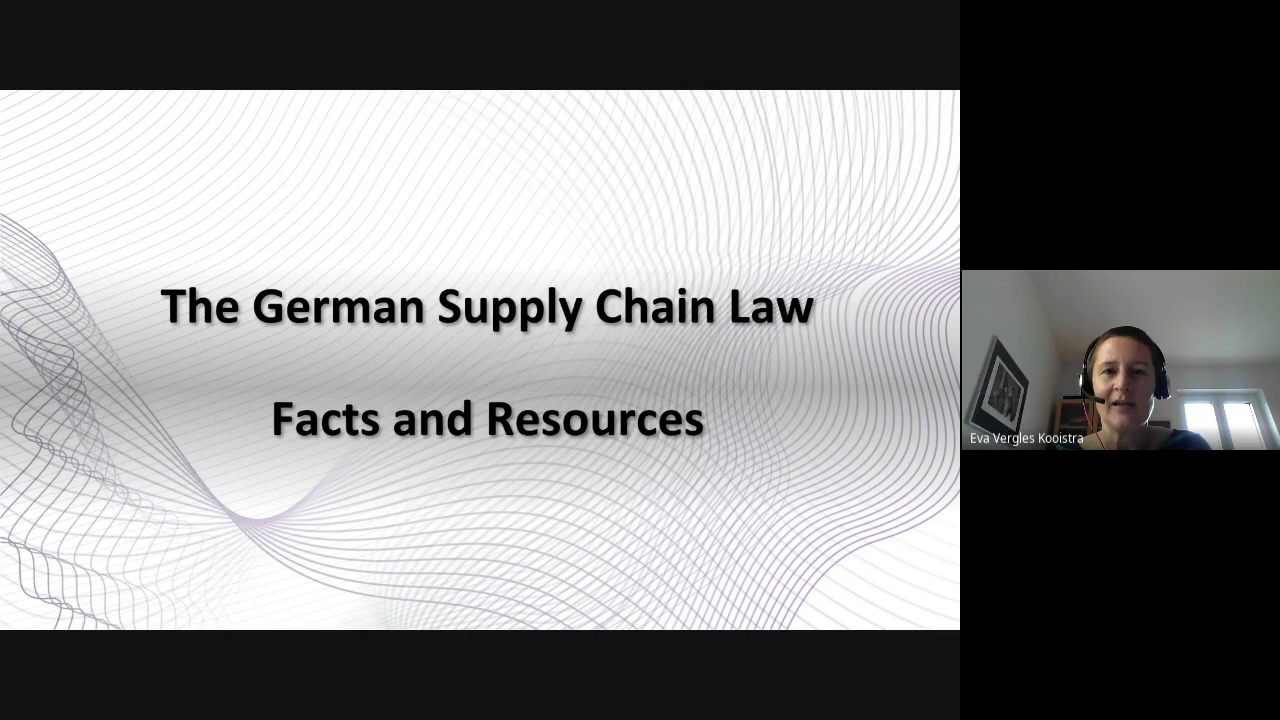 The German Supply Chain Law
Facts and Resources
Eva Vergles Kooistra